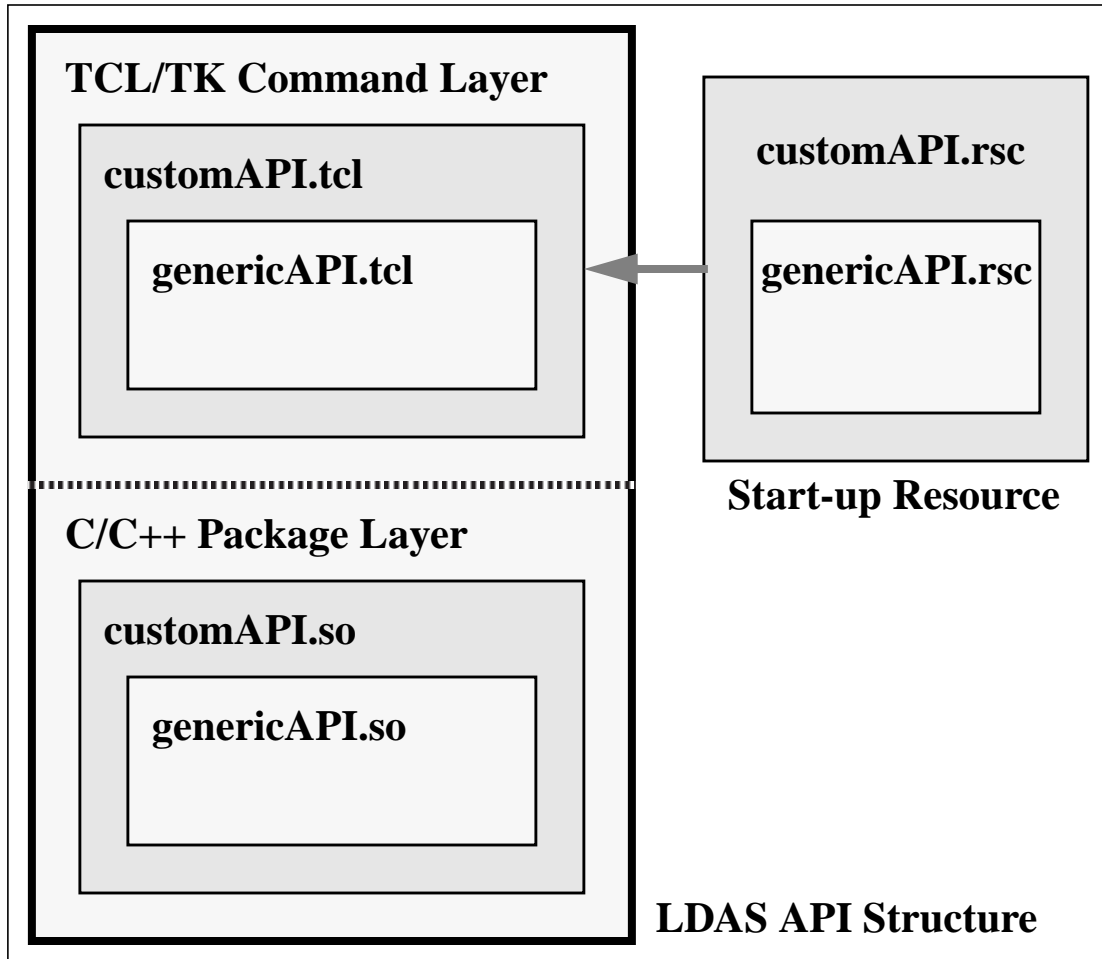 TCL/TK Command Layer
customAPI.tcl
genericAPI.tcl
customAPI.rsc
genericAPI.rsc
Start-up Resource
C/C++ Package Layer
customAPI.so
genericAPI.so
LDAS API Structure